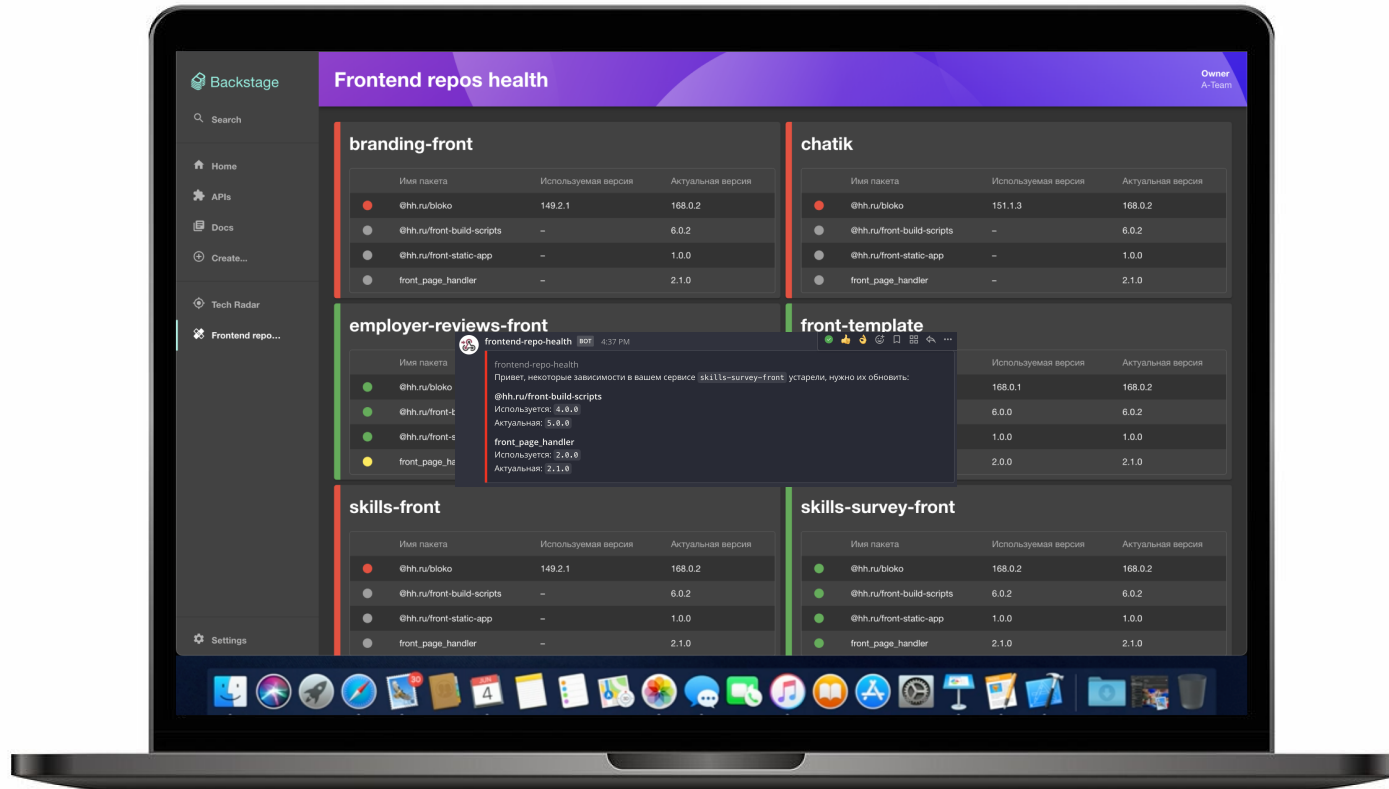 Backstage
Search
Home
APIs
Docs
Create...
Tech Radar
Frontend repo...
Settings
Frontend repos health
Owner
A-Team
branding-front
Имя пакета Используемая версия Актуальная версия
@hh.ru/bloko 149.2.1 168.0.2
@hh.ru/front-build-scripts – 6.0.2
@hh.ru/front-static-app – 1.0.0
front_page_handler – 2.1.0
chatik
Имя пакета Используемая версия Актуальная версия
@hh.ru/bloko 151.1.3 168.0.2
@hh.ru/front-build-scripts – 6.0.2
@hh.ru/front-static-app – 1.0.0
front_page_handler – 2.1.0
employer-reviews-front
Имя пакета
@hh.ru/bloko
@hh.ru/front-b
@hh.ru/front-s
front_page_ha
front-template
Используемая версия Актуальная версия
168.0.1 168.0.2
6.0.0 6.0.2
1.0.0 1.0.0
2.0.0 2.1.0
frontend-repo-health BOT 4:37 PM
frontend-repo-health
Привет, некоторые зависимости в вашем сервисе skills-survey-front устарели, нужно их обновить:
@hh.ru/front-build-scripts
Используется: 4.0.0
Актуальная: 5.0.0
front_page_handler
Используется: 2.0.0
Актуальная: 2.1.0
skills-front
Имя пакета Используемая версия Актуальная версия
@hh.ru/bloko 149.2.1 168.0.2
@hh.ru/front-build-scripts – 6.0.2
@hh.ru/front-static-app – 1.0.0
front_page_handler – 2.1.0
skills-survey-front
Имя пакета Используемая версия Актуальная версия
@hh.ru/bloko 168.0.2 168.0.2
@hh.ru/front-build-scripts 6.0.2 6.0.2
@hh.ru/front-static-app 1.0.0 1.0.0
front_page_handler 2.1.0 2.1.0
30
JUN
4